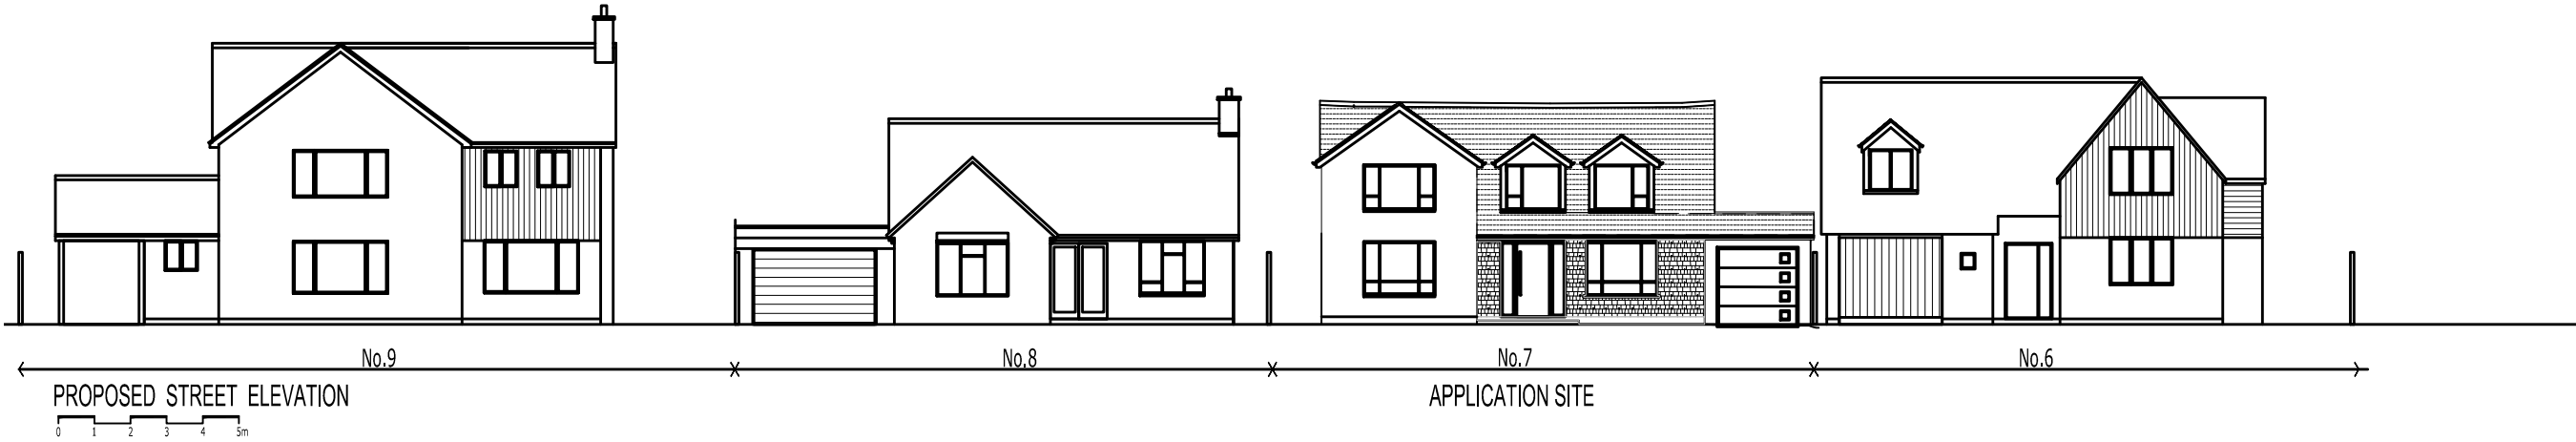 No.9 No.8 No.7 No.6
PROPOSED STREET ELEVATION
APPLICATION SITE
0 1 2 3 4 5m